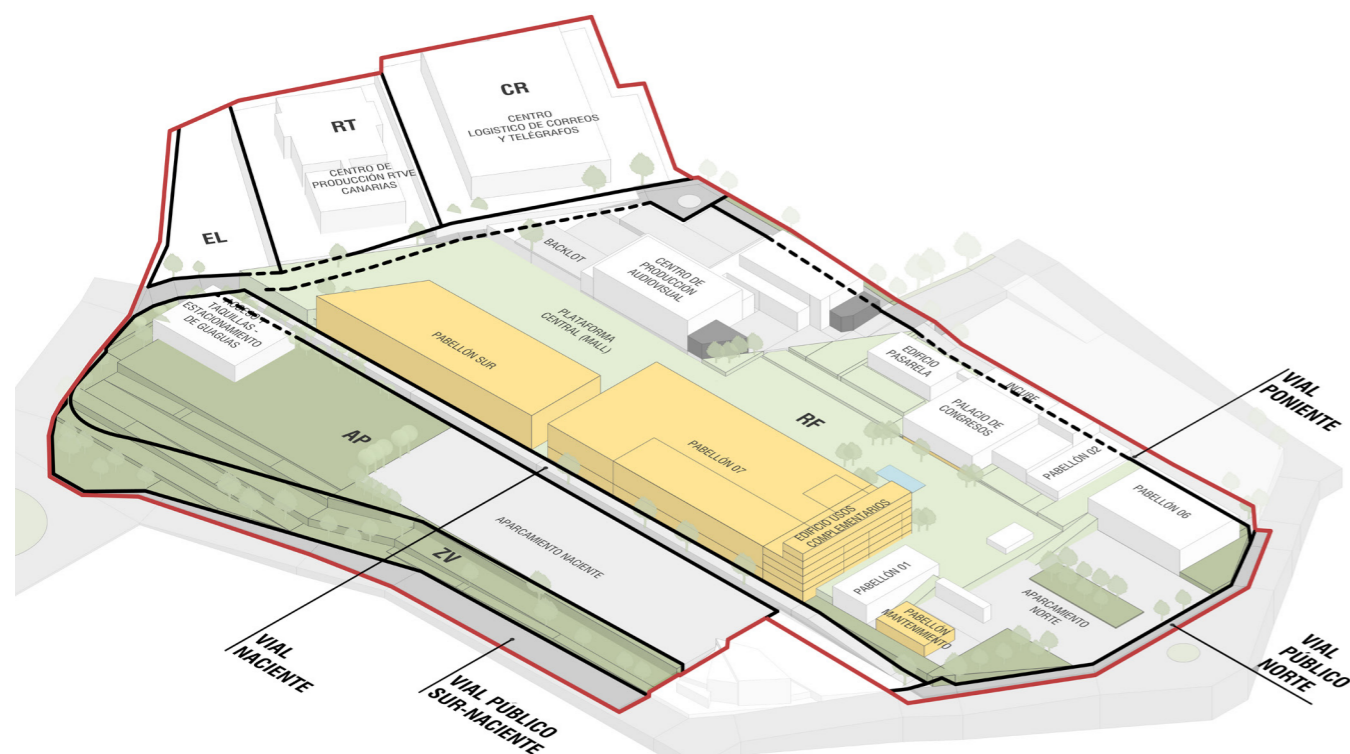 CR
CENTRO
LOGISTICO DE CORREOS
Y TELÉGRAFOS
RT
CENTRO DE
PRODUCCIÓN RTVE
CANARIAS
EL
BACKLOT
CENTRO DE
PRODUCCIÓN
AUDIOVISUAL
TAQUILLAS -
ESTACIONAMIENTO
DE GUAGUAS
PLATAFORMA
CENTRAL (MALL)
PABELLÓN SUR
EDIFICIO
PASARELA
INCUBE
PALACIO DE
CONGRESOS
PABELLÓN 02
PABELLÓN 06
VIAL
PONIENTE
RF
AP
PABELLÓN 07
EDIFICIO USOS
COMPLEMENTARIOS
APARCAMIENTO NACIENTE
ZV
PABELLÓN 01
PABELLÓN
MANTENIMIENTO
APARCAMIENTO
NORTE
VIAL
NACIENTE
VIAL PÚBLICO
SUR-NACIENTE
VIAL
PÚBLICO
NORTE